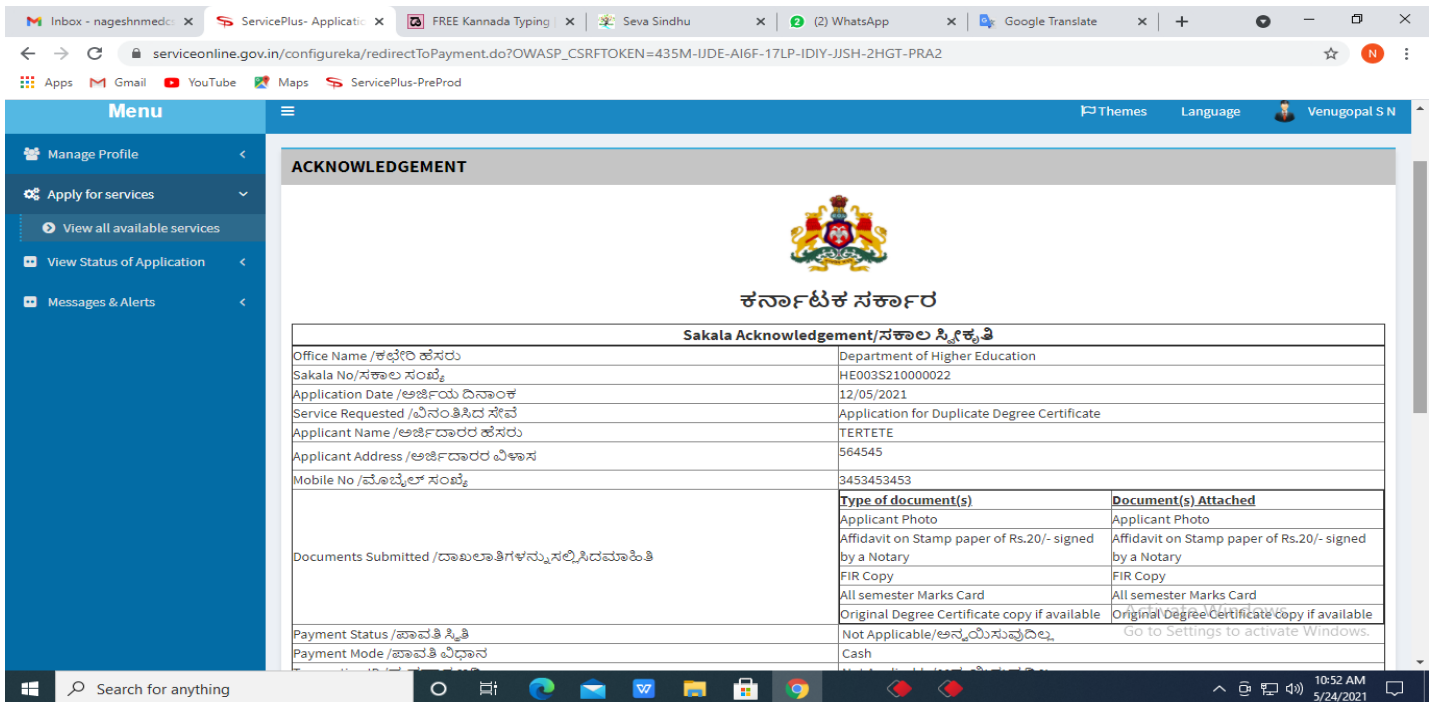 Inbox - nageshnmedc
ServicePlus- Applicatic
FREE Kannada Typing
Seva Sindhu
(2) WhatsApp
Google Translate
serviceonline.gov.in/configureka/redirectToPayment.do?OWASP_CSRFTOKEN=435M-IJDE-AI6F-17LP-IDIY-JJSH-2HGT-PRA2
N
Apps Gmail YouTube Maps ServicePlus-PreProd
Menu
Themes Language Venugopal S N
Manage Profile
Apply for services
View all available services
View Status of Application
Messages & Alerts
ACKNOWLEDGEMENT
ಕರ್ನಾಟಕ ಸರ್ಕಾರ
Sakala Acknowledgement/ಸಕಾಲ ಸ್ವೀಕೃತಿ
Office Name /ಕಛೇರಿ ಹೆಸರು Department of Higher Education
Sakala No/ಸಕಾಲ ಸಂಖ್ಯೆ HE003S210000022
Application Date /ಅರ್ಜಿಯ ದಿನಾಂಕ 12/05/2021
Service Requested /ವಿನಂತಿಸಿದ ಸೇವೆ Application for Duplicate Degree Certificate
Applicant Name /ಅರ್ಜಿದಾರರ ಹೆಸರು TERTETE
Applicant Address /ಅರ್ಜಿದಾರರ ವಿಳಾಸ 564545
Mobile No /ಮೊಬೈಲ್ ಸಂಖ್ಯೆ 3453453453
Documents Submitted /ದಾಖಲಾತಿಗಳನ್ನು ಸಲ್ಲಿಸಿದಮಾಹಿತಿ
Type of document(s) Document(s) Attached
Applicant Photo Applicant Photo
Affidavit on Stamp paper of Rs.20/- signed Affidavit on Stamp paper of Rs.20/- signed
by a Notary by a Notary
FIR Copy FIR Copy
All semester Marks Card All semester Marks Card
Original Degree Certificate copy if available Original Degree Certificate copy if available
Activate Windows
Go to Settings to activate Windows.
Payment Status /ಪಾವತಿ ಸ್ಥಿತಿ Not Applicable/ಅನ್ವಯಿಸುವುದಿಲ್ಲ
Payment Mode /ಪಾವತಿ ವಿಧಾನ Cash
Search for anything
10:52 AM
5/24/2021